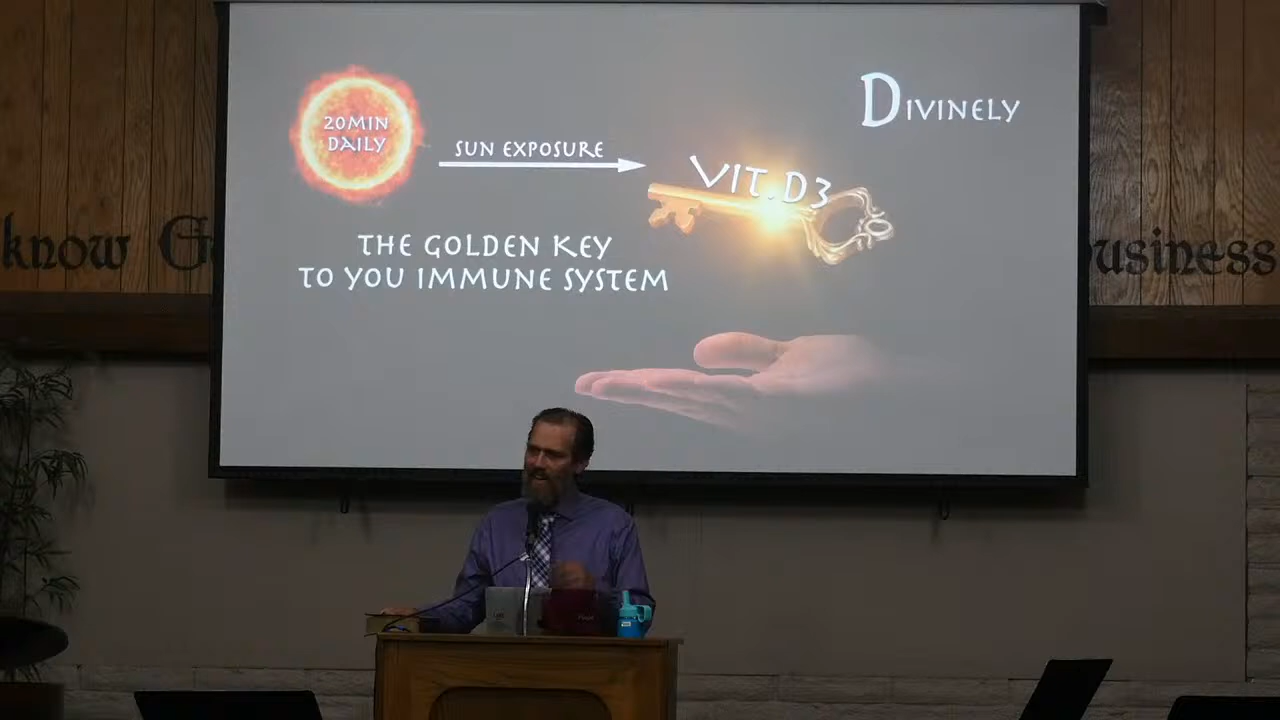 Divinely
20MIN
DAILY
SUN EXPOSURE
VIT.D3
THE GOLDEN KEY
TO YOU IMMUNE SYSTEM
know
usiness